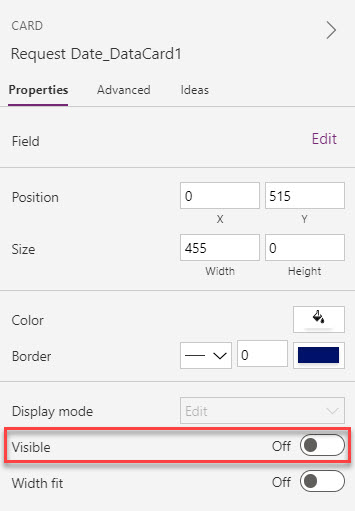 CARD
Request Date_DataCard1
Properties Advanced Ideas
Field Edit
Position 0 515
X Y
Size 455 0
Width Height
Color
Border 0
Display mode Edit
Visible Off
Width fit Off